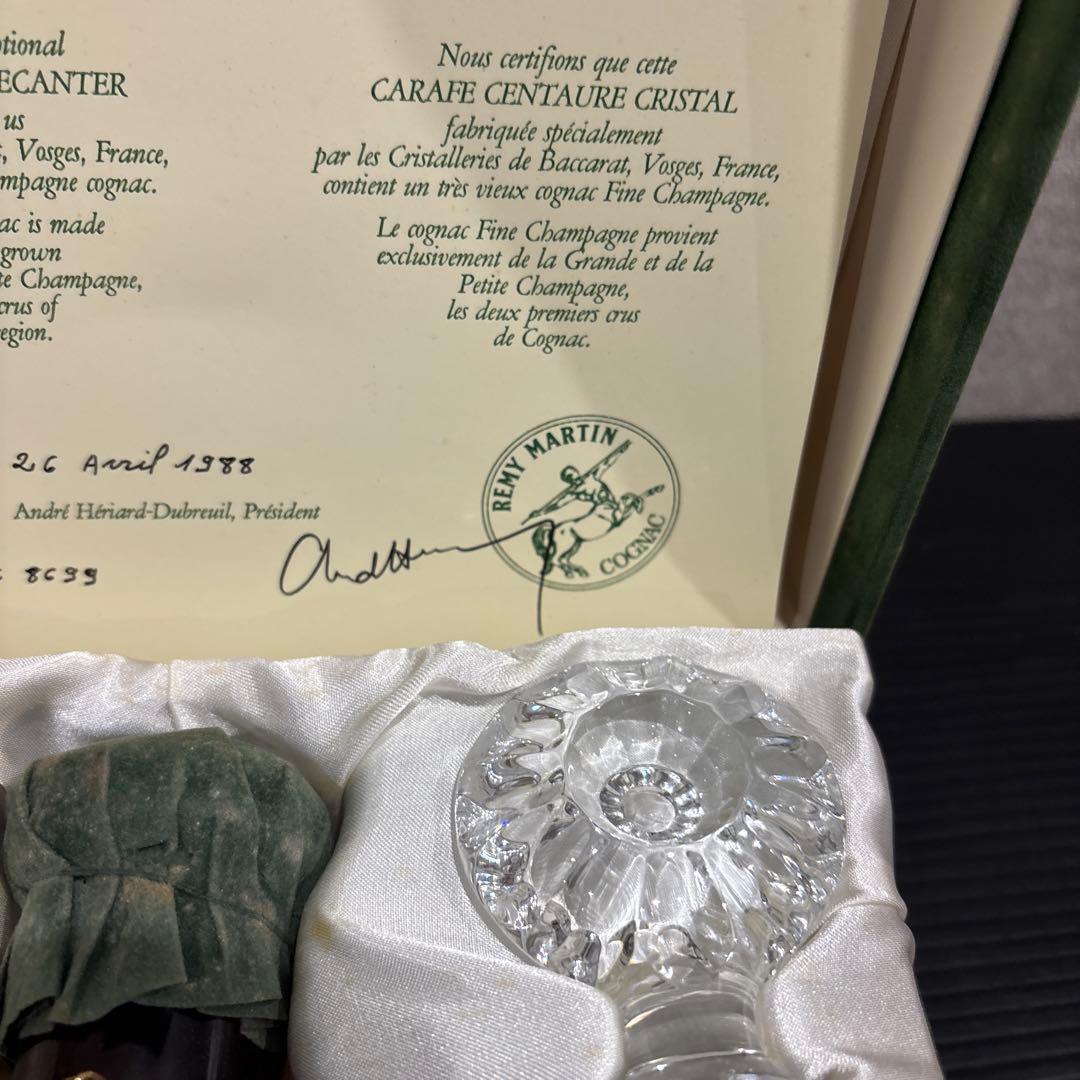 otional
ECANTER
us
, Vosges, France,
mpagne cognac.
ac is made
grown
te Champagne,
crus of
egion.
Nous certifions que cette
CARAFE CENTAURE CRISTAL
fabriquée spécialement
par les Cristalleries de Baccarat, Vosges, France,
contient un très vieux cognac Fine Champagne.
Le cognac Fine Champagne provient
exclusivement de la Grande et de la
Petite Champagne,
les deux premiers crus
de Cognac.
26 Avril 1988
André Hériard-Dubreuil, Président
8699
REMY MARTIN
COGNAC